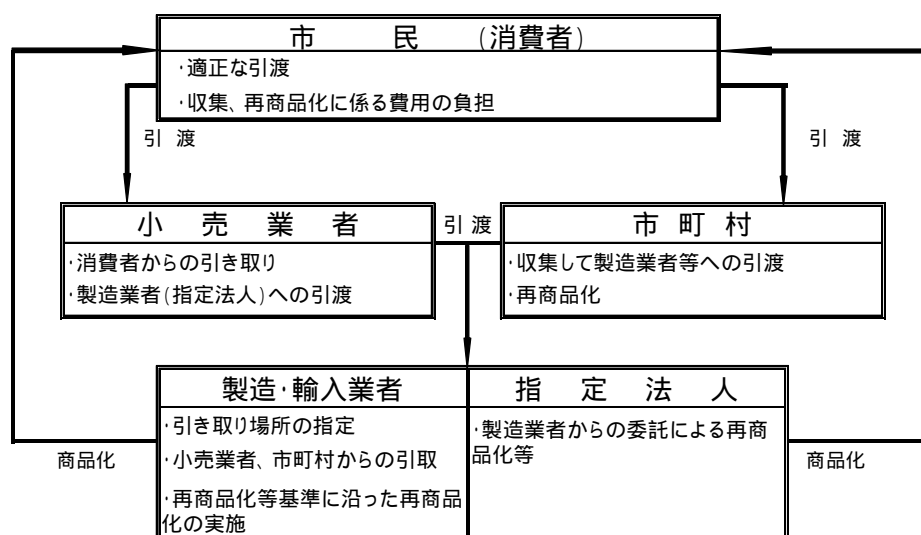 市 民 (消費者)
・適正な引渡
・収集、再商品化に係る費用の負担
引 渡
引 渡
小 売 業 者
・消費者からの引き取り
・製造業者(指定法人)への引渡
引 渡
市 町 村
・収集して製造業者等への引渡
・再商品化
製造・輸入業者
・引き取り場所の指定
・小売業者、市町村からの引取
・再商品化等基準に沿った再商品
化の実施
指 定 法 人
・製造業者からの委託による再商
品化等
商品化
商品化